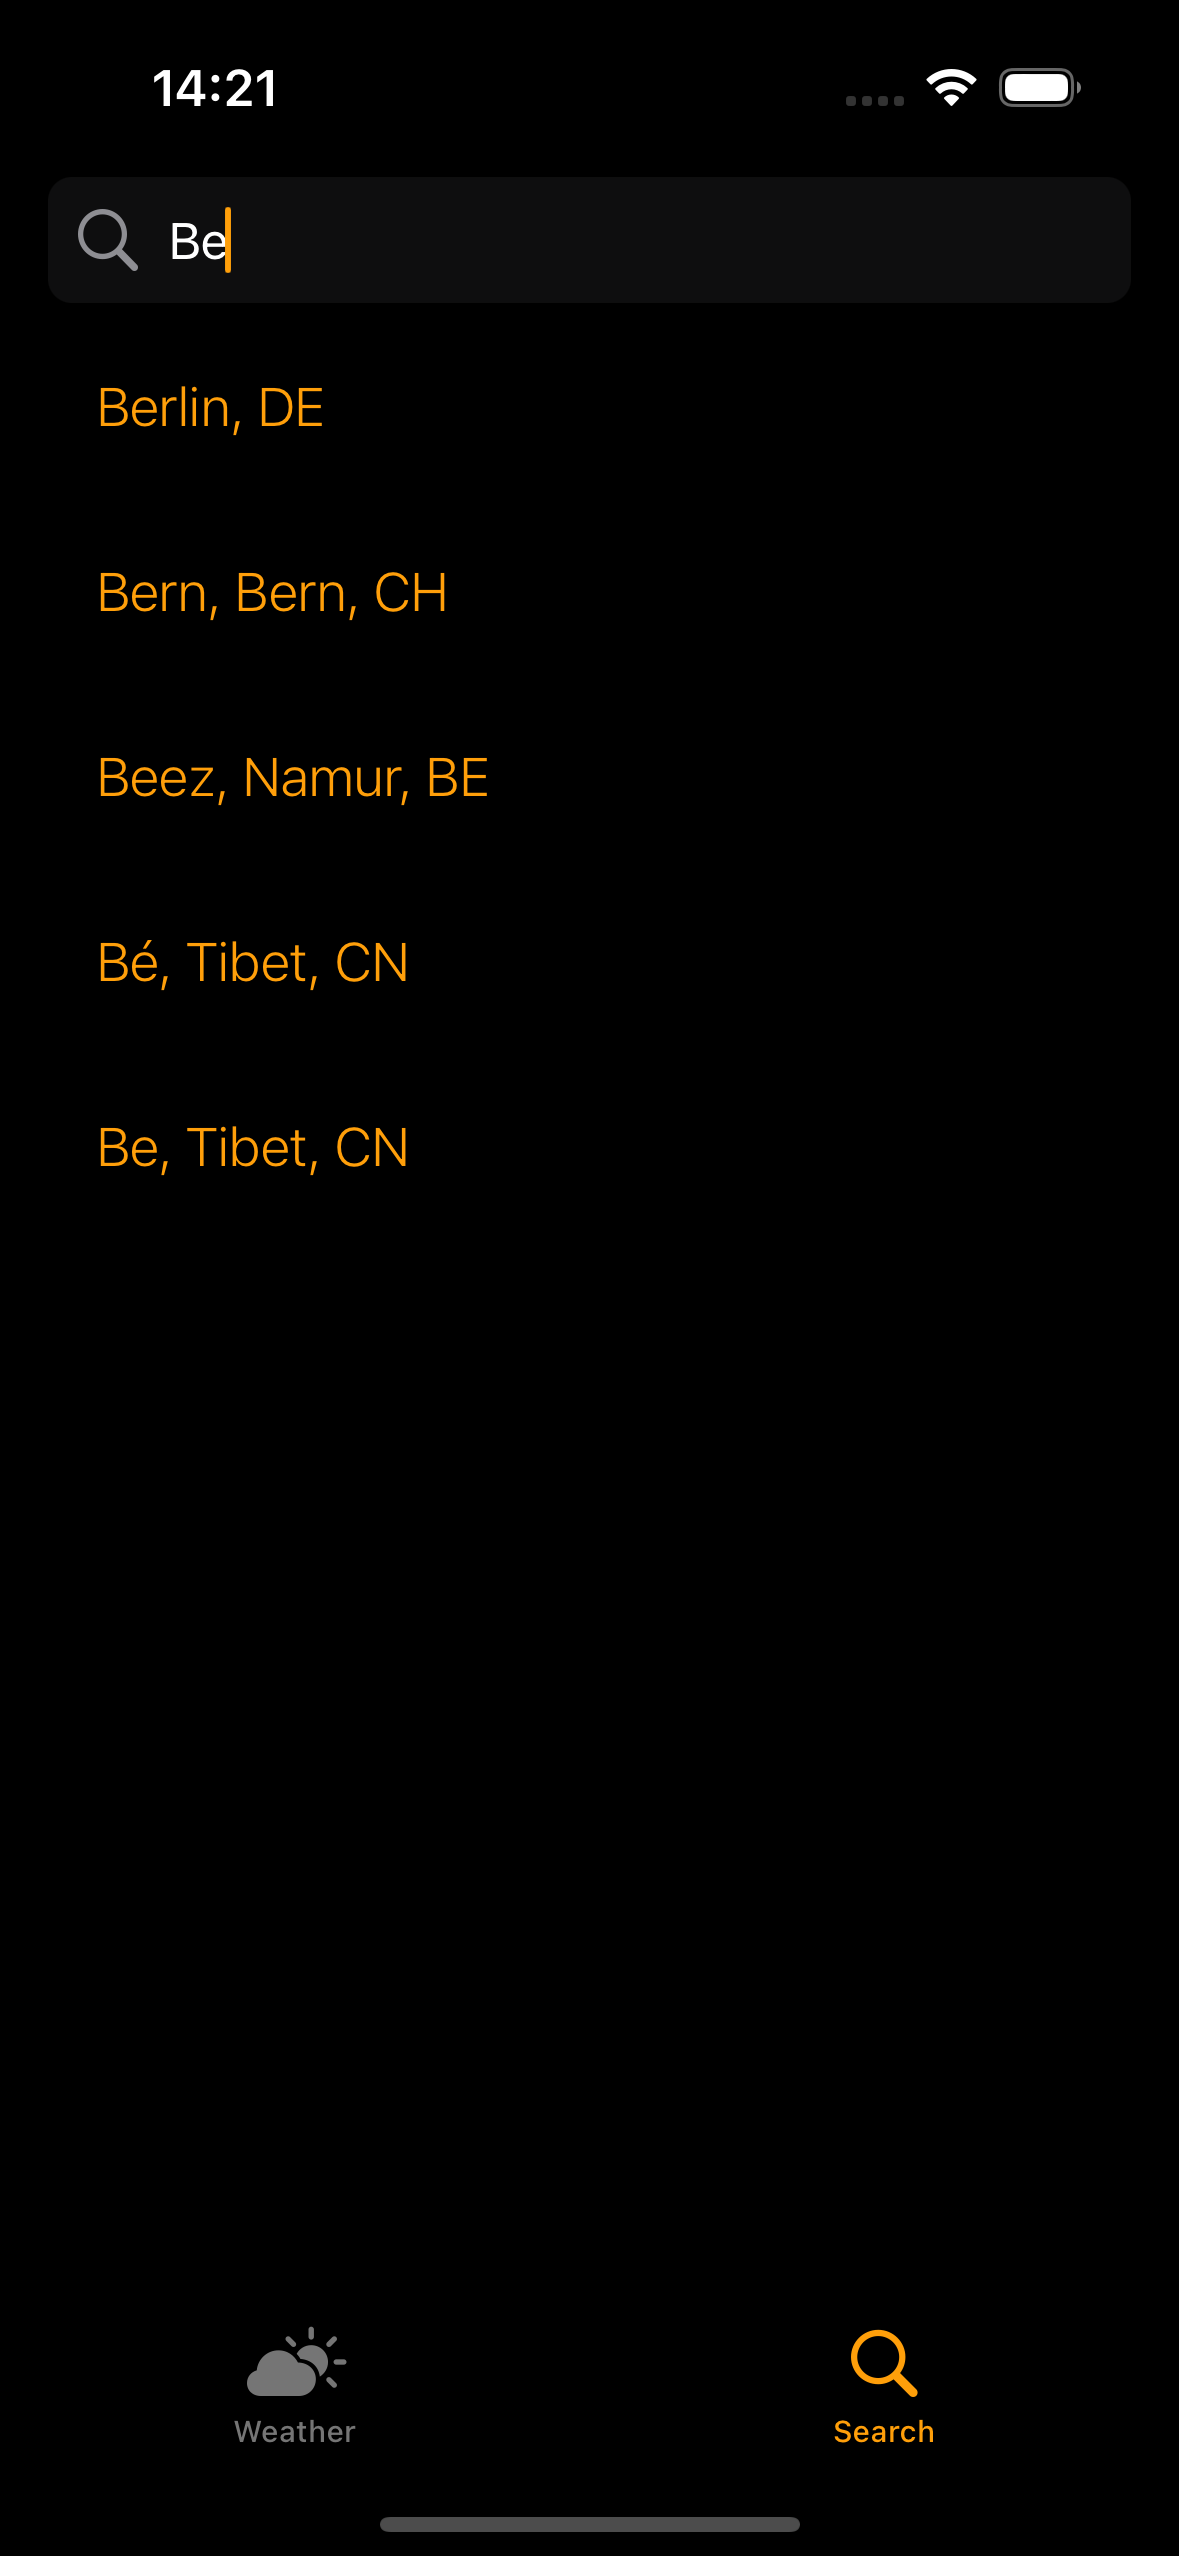 14:21
Be
Berlin, DE
Bern, Bern, CH
Beez, Namur, BE
Bé, Tibet, CN
Be, Tibet, CN
Weather
Search